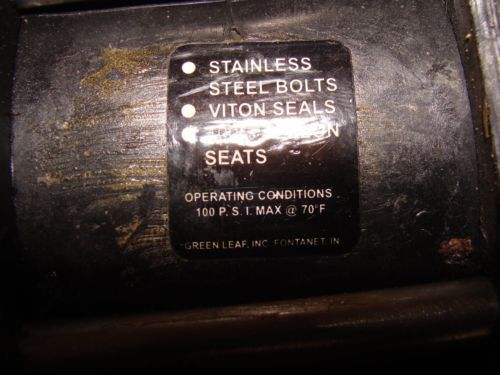 STAINLESS
STEEL BOLTS
VITON SEALS
SEATS
OPERATING CONDITIONS
100 P. S. I. MAX @ 70°F
GREEN LEAF, INC. FONTANET, IN